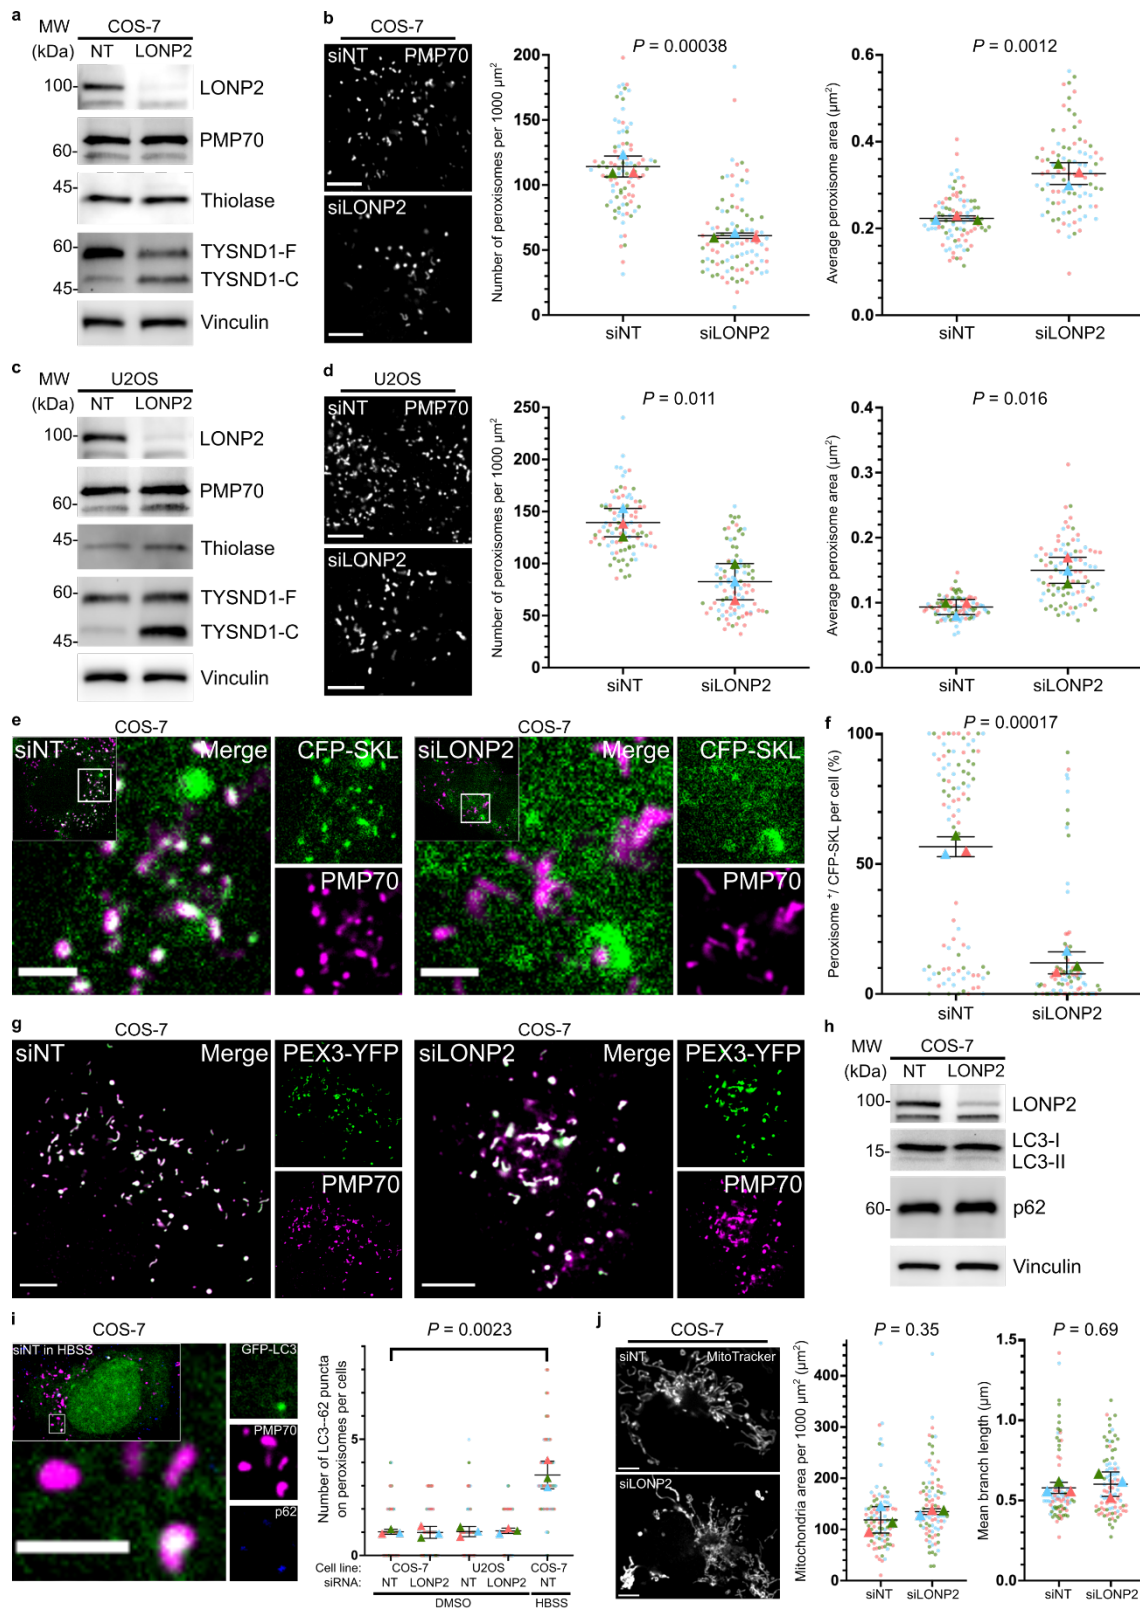 a
MW
(kDa)
COS-7
NT LONP2
100-
LONP2
60-
PMP70
45-
Thiolase
60-
TYSND1-F
45-
TYSND1-C
Vinculin
b
COS-7
siNT PMP70
siLONP2
Number of peroxisomes per 1000 µm²
P = 0.00038
200
150
100
50
0
siNT siLONP2
Average peroxisome area (µm²)
P = 0.0012
0.6
0.4
0.2
0.0
siNT siLONP2
c
MW
(kDa)
U2OS
NT LONP2
100-
LONP2
60-
PMP70
45-
Thiolase
60-
TYSND1-F
45-
TYSND1-C
Vinculin
d
U2OS
siNT PMP70
siLONP2
Number of peroxisomes per 1000 µm²
P = 0.011
250
200
150
100
50
0
siNT siLONP2
Average peroxisome area (µm²)
P = 0.016
0.4
0.3
0.2
0.1
0.0
siNT siLONP2
e
COS-7
siNT Merge
CFP-SKL
PMP70
COS-7
siLONP2 Merge
CFP-SKL
PMP70
f
P = 0.00017
Peroxisome ⁺/ CFP-SKL per cell (%)
100
50
0
siNT siLONP2
g
COS-7
siNT Merge
PEX3-YFP
PMP70
COS-7
siLONP2 Merge
PEX3-YFP
PMP70
h
MW
(kDa)
COS-7
NT LONP2
100-
LONP2
15-
LC3-I
LC3-II
60-
p62
Vinculin
i
COS-7
siNT in HBSS
GFP-LC3
PMP70
p62
P = 0.0023
Number of LC3--62 puncta
on peroxisomes per cells
5
0
Cell line: COS-7 U2OS COS-7
siRNA: NT LONP2 NT LONP2 NT
DMSO HBSS
j
COS-7
siNT MitoTracker
siLONP2
P = 0.35
Mitochondria area per 1000 µm² (µm²)
400
300
200
100
0
siNT siLONP2
P = 0.69
Mean branch length (µm)
1.5
1.0
0.5
0.0
siNT siLONP2